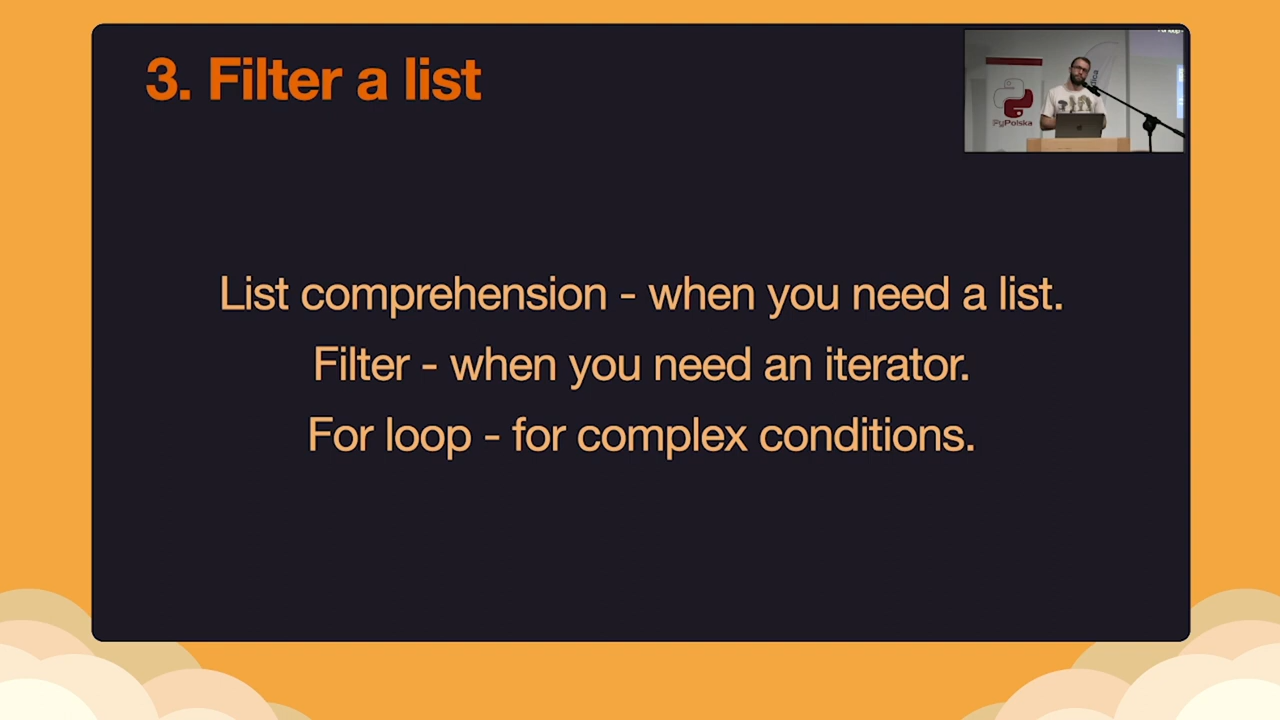 3. Filter a list
List comprehension - when you need a list.
Filter - when you need an iterator.
For loop - for complex conditions.
PyPolska